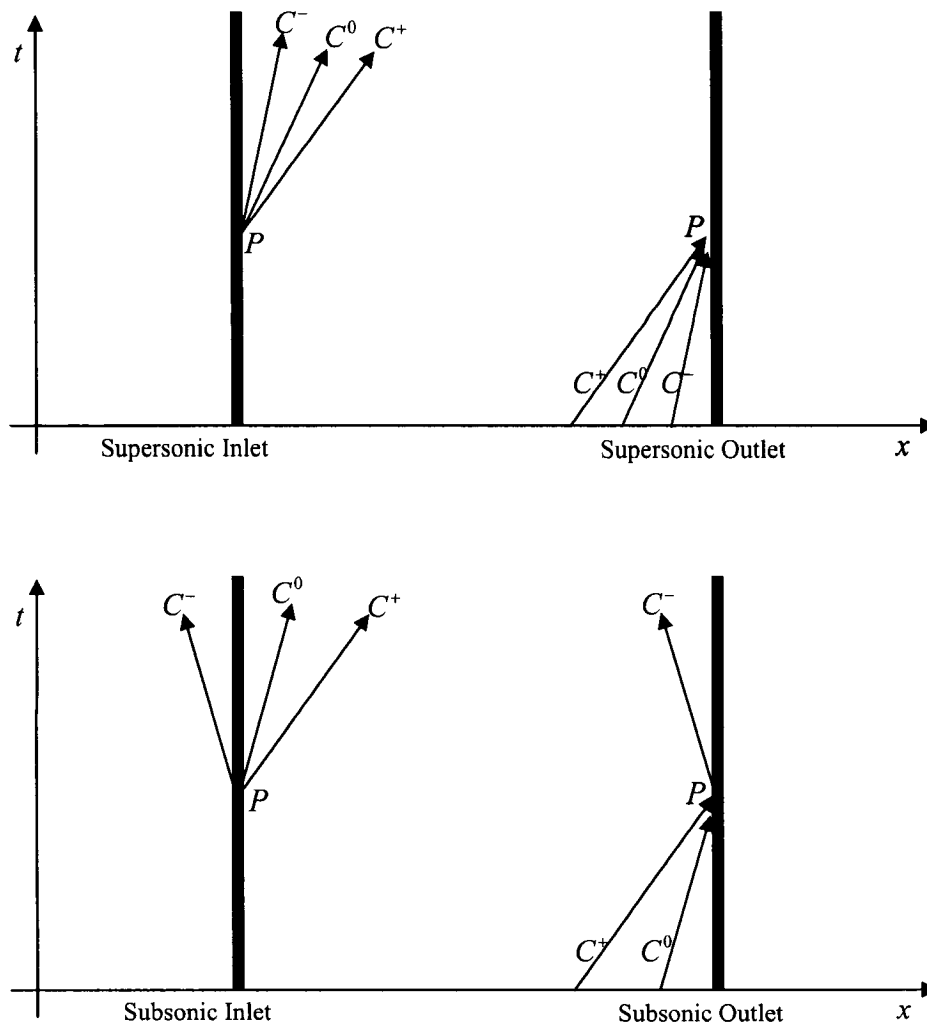 t
C⁻ C⁰ C⁺
P
P
C⁺ C⁰ C⁻
Supersonic Inlet Supersonic Outlet x
t
C⁻ C⁰ C⁺ C⁻
P P
C⁺ C⁰
Subsonic Inlet Subsonic Outlet x